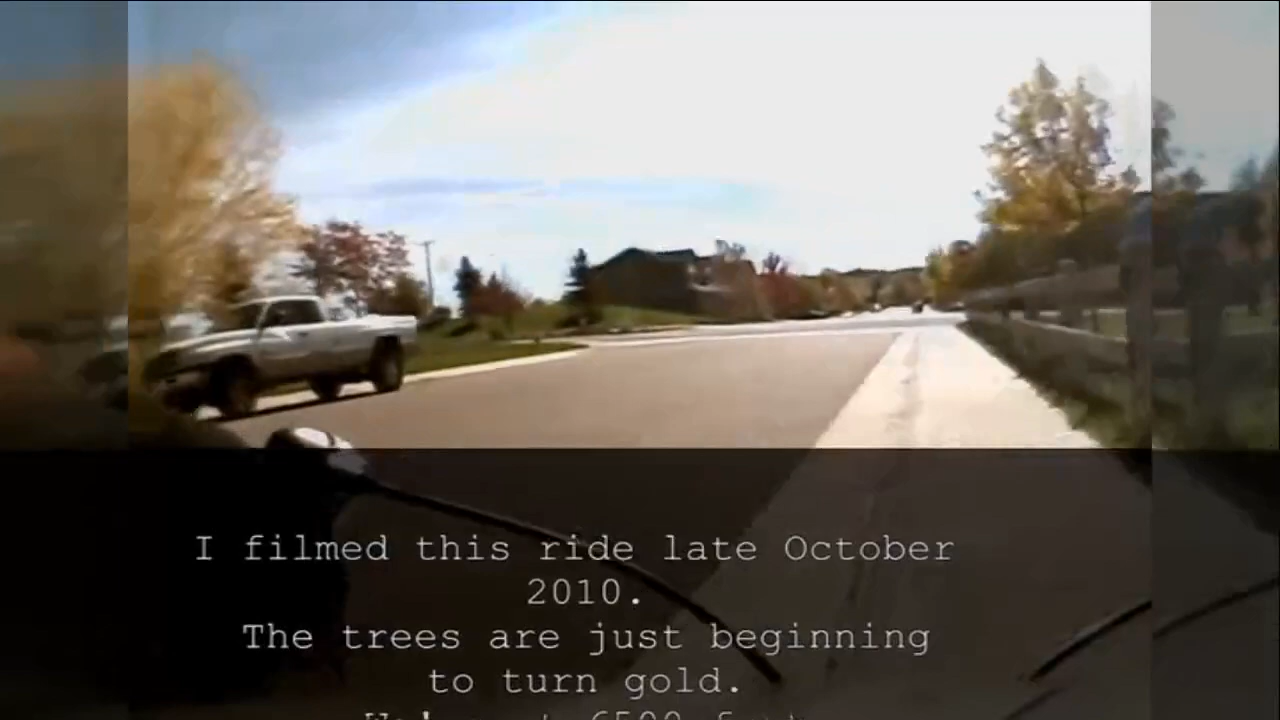 I filmed this ride late October
2010.
The trees are just beginning
to turn gold.